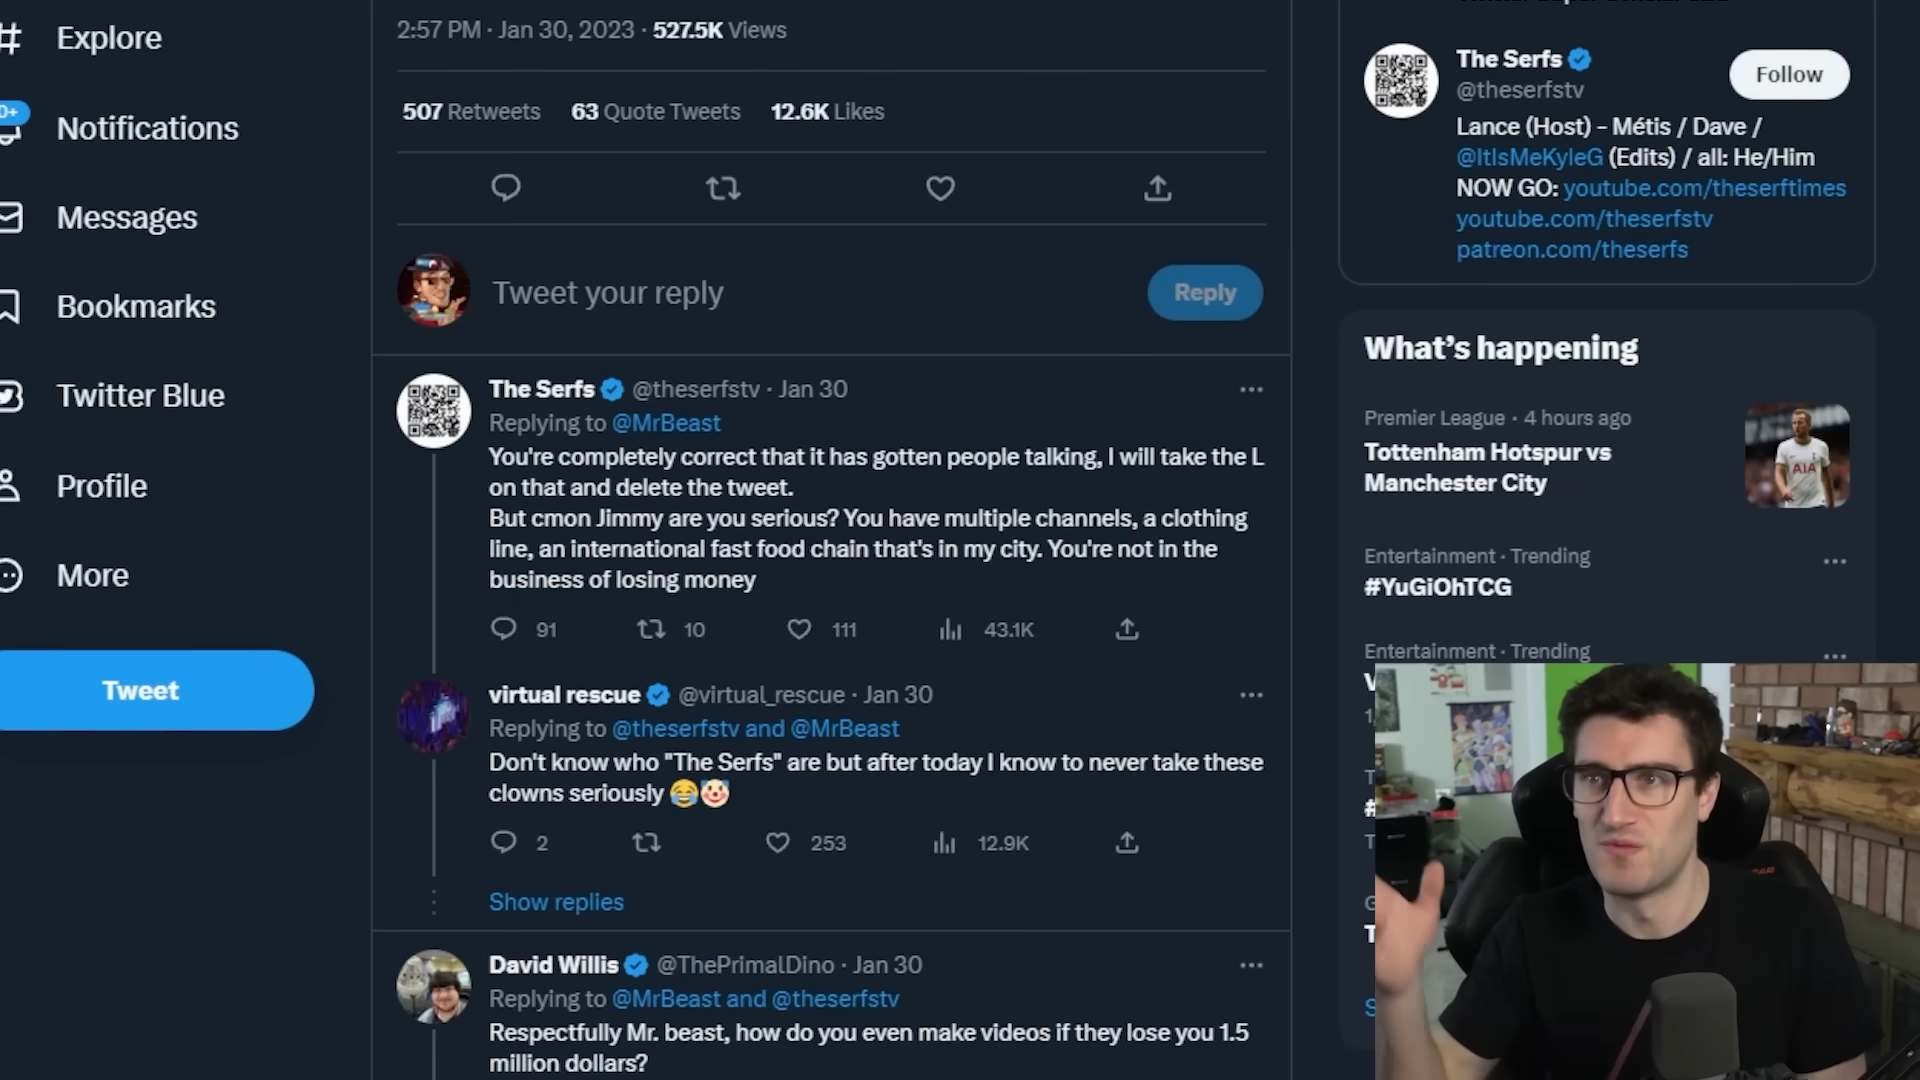 Explore
0+
Notifications
Messages
Bookmarks
Twitter Blue
Profile
More
Tweet
2:57 PM · Jan 30, 2023 · 527.5K Views
507 Retweets 63 Quote Tweets 12.6K Likes
Tweet your reply
Reply
The Serfs @theserfstv · Jan 30
Replying to @MrBeast
You're completely correct that it has gotten people talking, I will take the L
on that and delete the tweet.
But cmon Jimmy are you serious? You have multiple channels, a clothing
line, an international fast food chain that's in my city. You're not in the
business of losing money
91 10 111 43.1K
virtual rescue @virtual_rescue · Jan 30
Replying to @theserfstv and @MrBeast
Don't know who "The Serfs" are but after today I know to never take these
clowns seriously 😂🤡
2 253 12.9K
Show replies
David Willis @ThePrimalDino · Jan 30
Replying to @MrBeast and @theserfstv
Respectfully Mr. beast, how do you even make videos if they lose you 1.5
million dollars?
The Serfs
@theserfstv
Follow
Lance (Host) - Métis / Dave /
@ItIsMeKyleG (Edits) / all: He/Him
NOW GO: youtube.com/theserftimes
youtube.com/theserfstv
patreon.com/theserfs
What's happening
Premier League · 4 hours ago
Tottenham Hotspur vs
Manchester City
AIA
Entertainment · Trending
#YuGiOhTCG
Entertainment · Trending